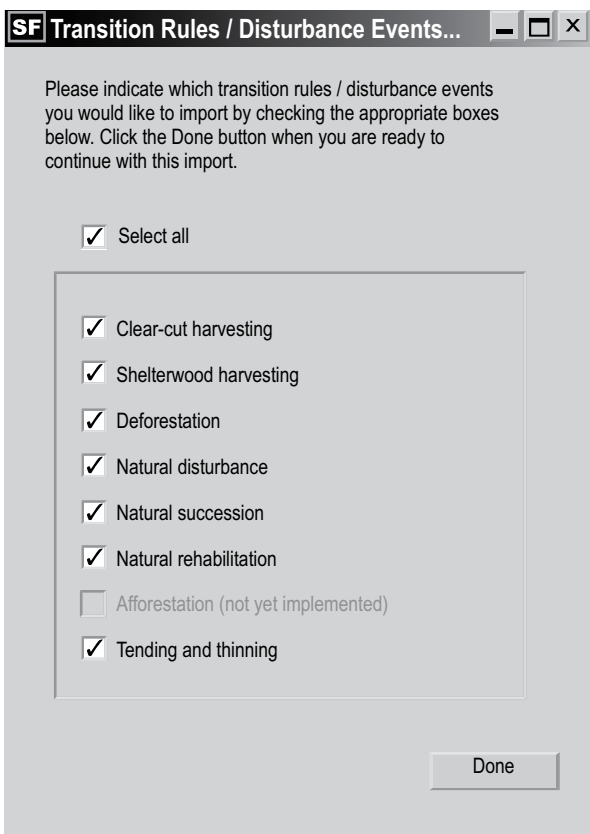 SF Transition Rules / Disturbance Events...
Please indicate which transition rules / disturbance events
you would like to import by checking the appropriate boxes
below. Click the Done button when you are ready to
continue with this import.
Select all
Clear-cut harvesting
Shelterwood harvesting
Deforestation
Natural disturbance
Natural succession
Natural rehabilitation
Afforestation (not yet implemented)
Tending and thinning
Done